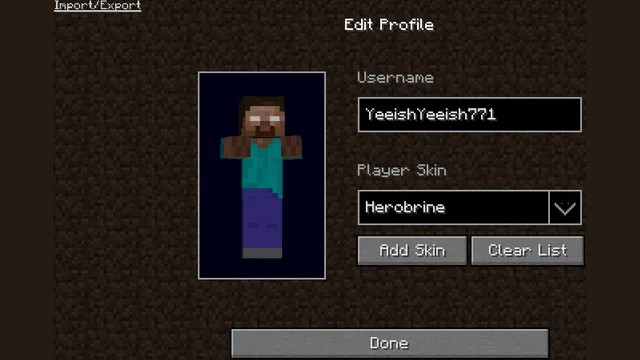 Import/Export
Edit Profile
Username
YeeishYeeish771
Player Skin
Herobrine
Add Skin
Clear List
Done